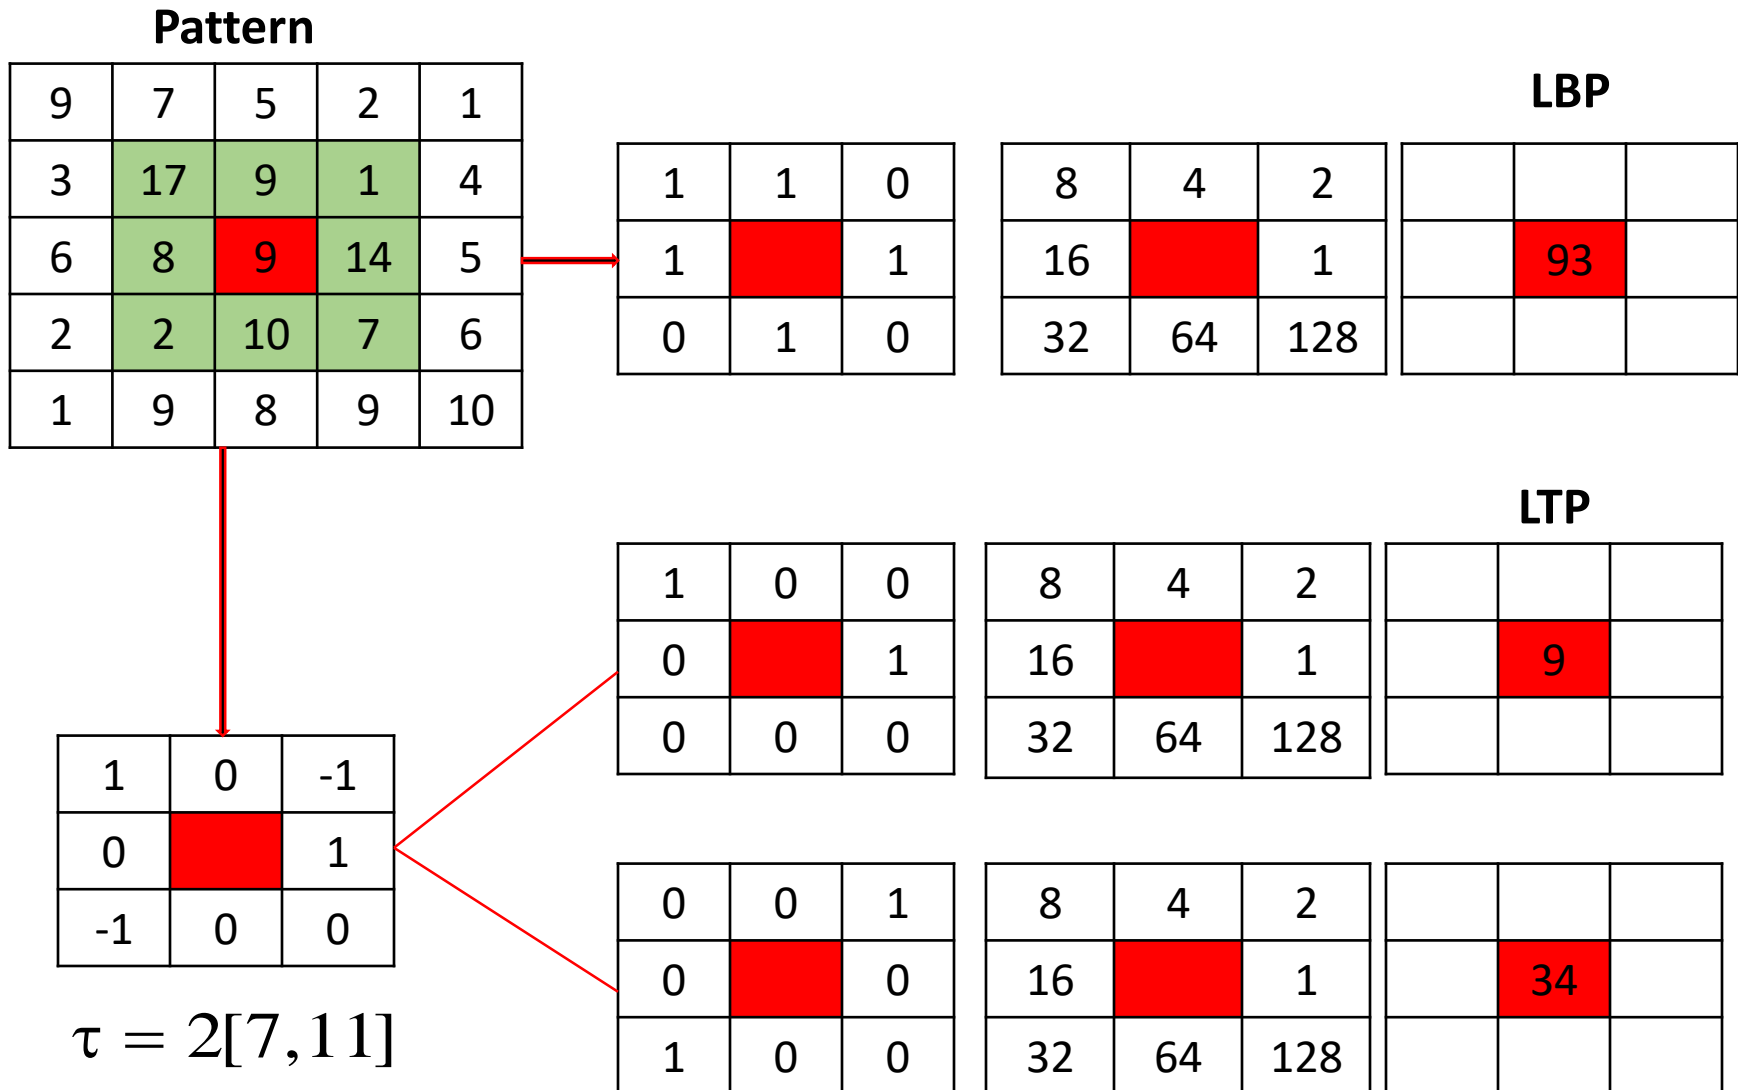 Pattern
9 7 5 2 1
3 17 9 1 4
6 8 9 14 5
2 2 10 7 6
1 9 8 9 10
1 1 0
1 1
0 1 0
8 4 2
16 1
32 64 128
LBP
93
1 0 -1
0 1
-1 0 0
τ = 2[7,11]
1 0 0
0 1
0 0 0
8 4 2
16 1
32 64 128
LTP
9
0 0 1
0 0
1 0 0
8 4 2
16 1
32 64 128
34